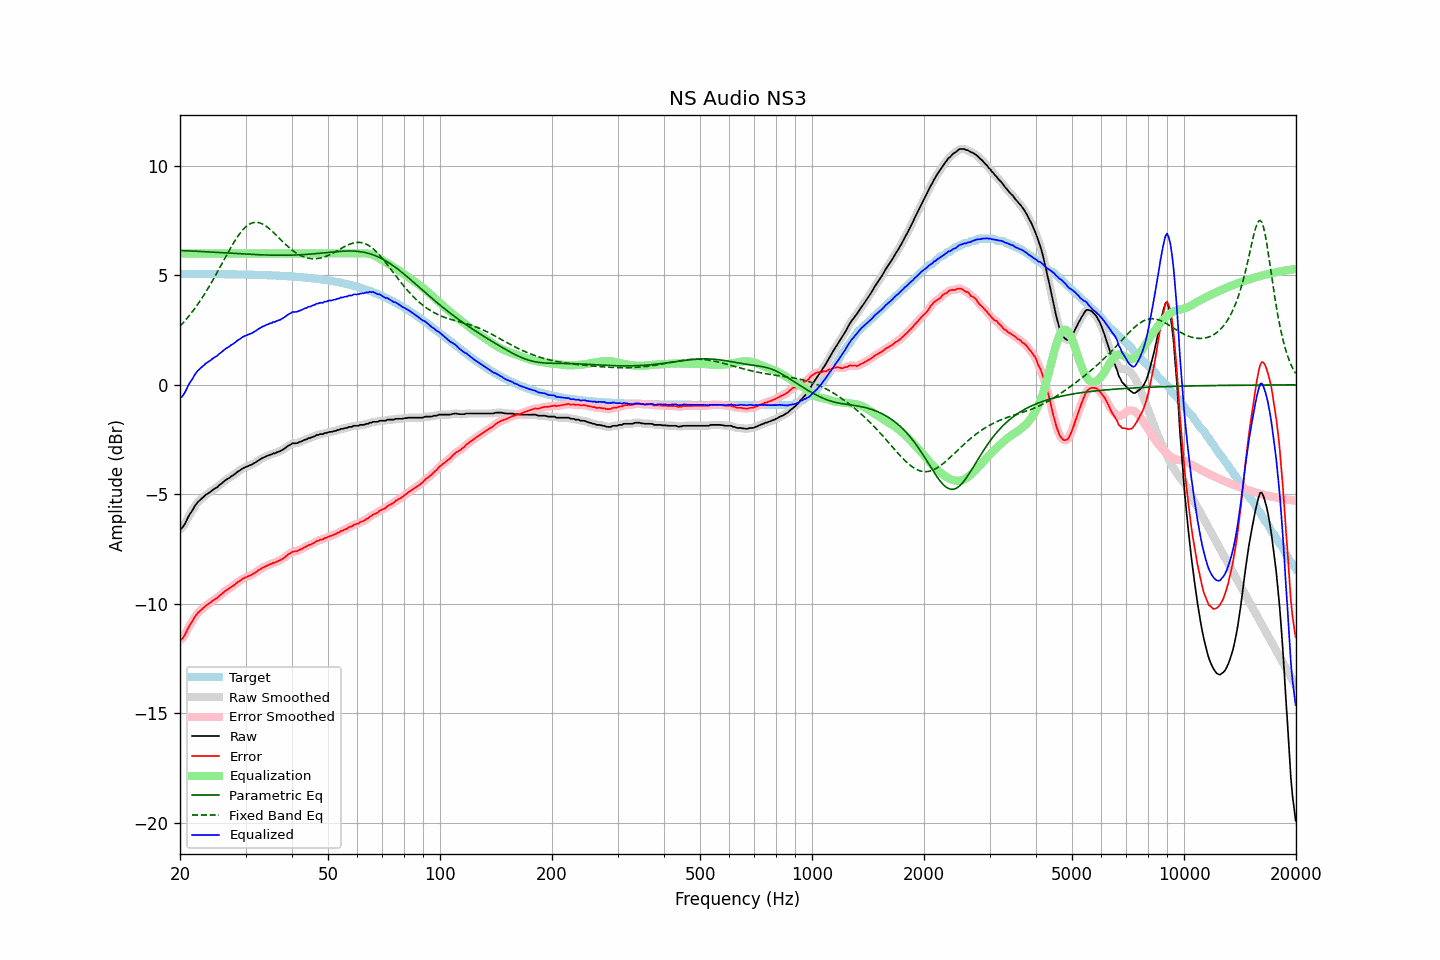 NS Audio NS3
Amplitude (dBr)
10
5
0
−5
−10
−15
−20
Target
Raw Smoothed
Error Smoothed
Raw
Error
Equalization
Parametric Eq
Fixed Band Eq
Equalized
20 50 100 200 500 1000 2000 5000 10000 20000
Frequency (Hz)